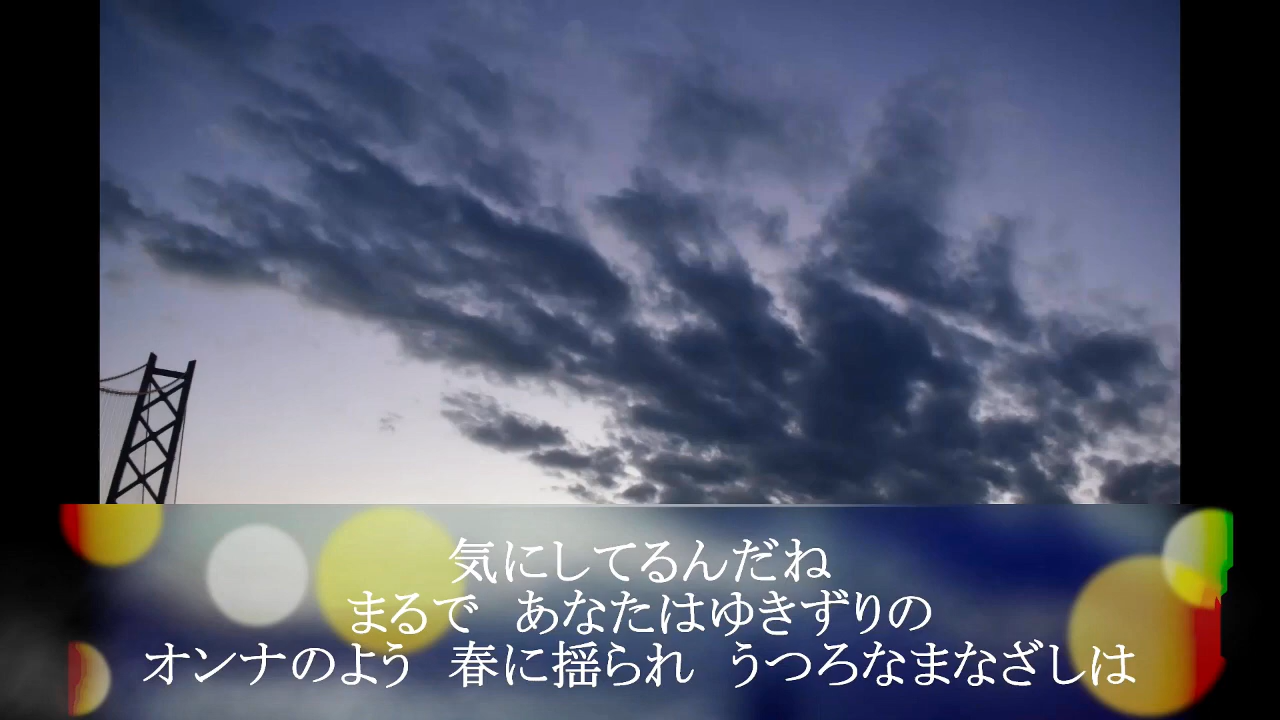 気にしてるんだね
まるで　あなたはゆきずりの
オンナのよう　春に揺られ　うつろなまなざしは